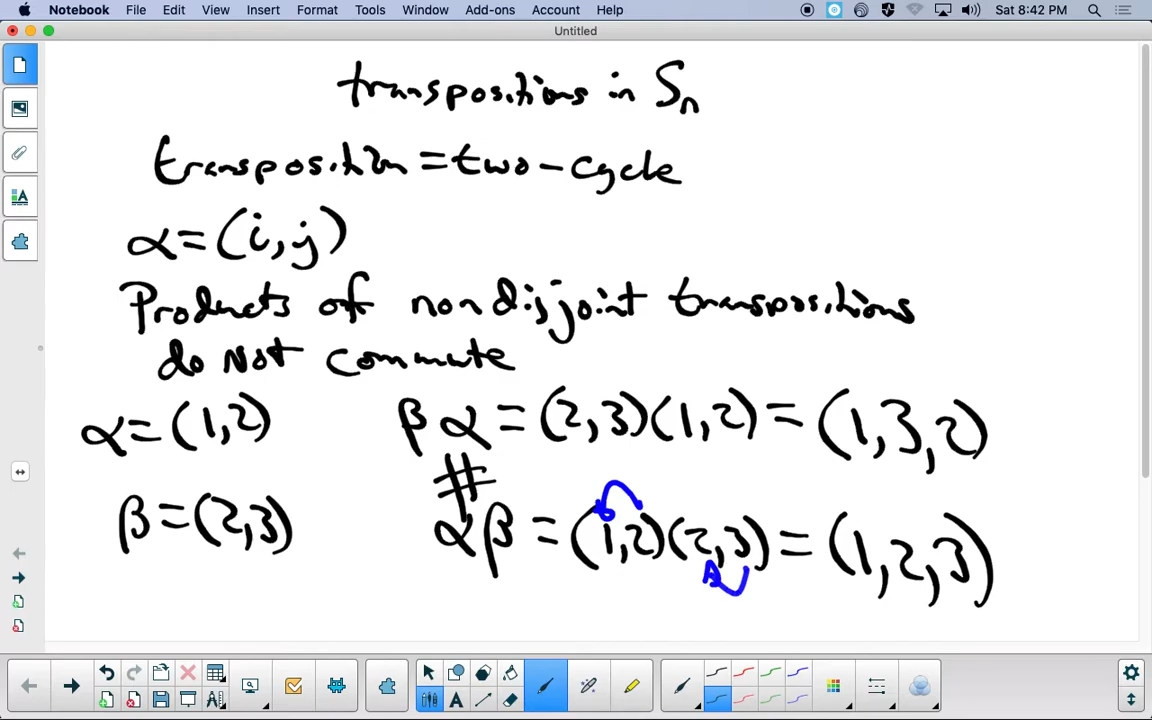 Notebook File Edit View Insert Format Tools Window Add-ons Account Help Sat 8:42 PM
Untitled
transpositions in Sn
transposition = two-cycle
α = (i, j)
Products of nondisjoint transpositions
do Not commute
α = (1,2) βα = (2,3)(1,2) = (1,3,2)
≠
β = (2,3) αβ = (1,2)(2,3) = (1,2,3)